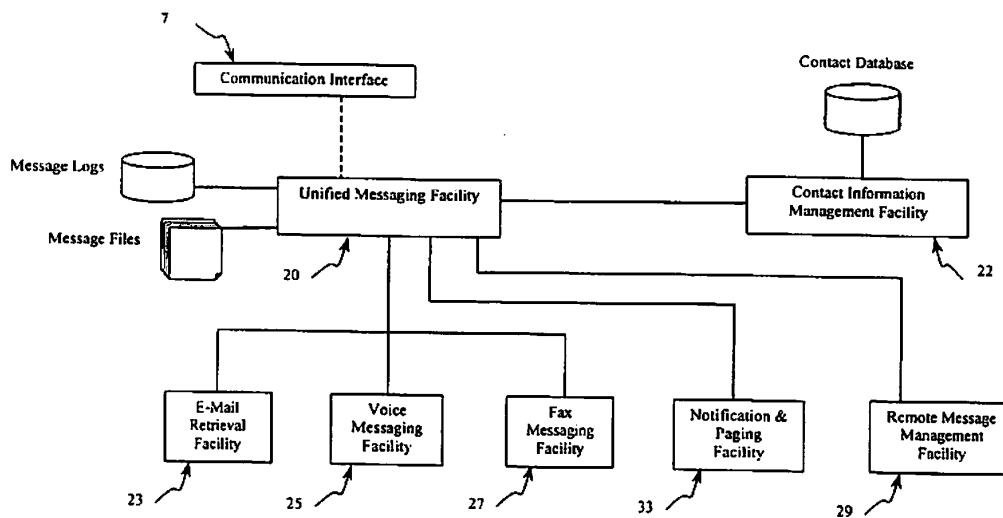 7
Communication Interface
Contact Database
Message Logs
Unified Messaging Facility
Contact Information
Management Facility
Message Files
20
22
E-Mail
Retrieval
Facility
Voice
Messaging
Facility
Fax
Messaging
Facility
Notification &
Paging
Facility
Remote Message
Management
Facility
23
25
27
33
29